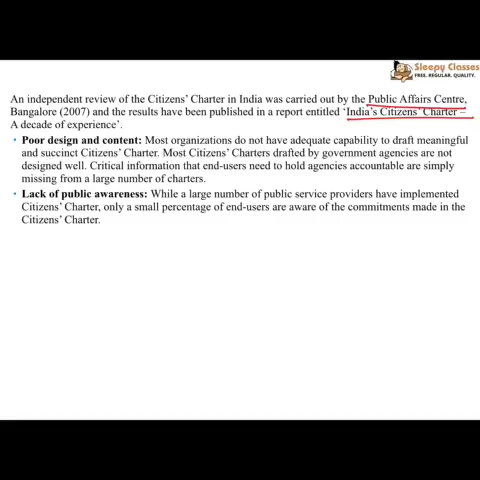 Sleepy Classes
FREE. REGULAR. QUALITY.
An independent review of the Citizens’ Charter in India was carried out by the Public Affairs Centre,
Bangalore (2007) and the results have been published in a report entitled ‘India’s Citizens’ Charter –
A decade of experience’.
• Poor design and content: Most organizations do not have adequate capability to draft meaningful
and succinct Citizens’ Charter. Most Citizens’ Charters drafted by government agencies are not
designed well. Critical information that end-users need to hold agencies accountable are simply
missing from a large number of charters.
• Lack of public awareness: While a large number of public service providers have implemented
Citizens’ Charter, only a small percentage of end-users are aware of the commitments made in the
Citizens’ Charter.